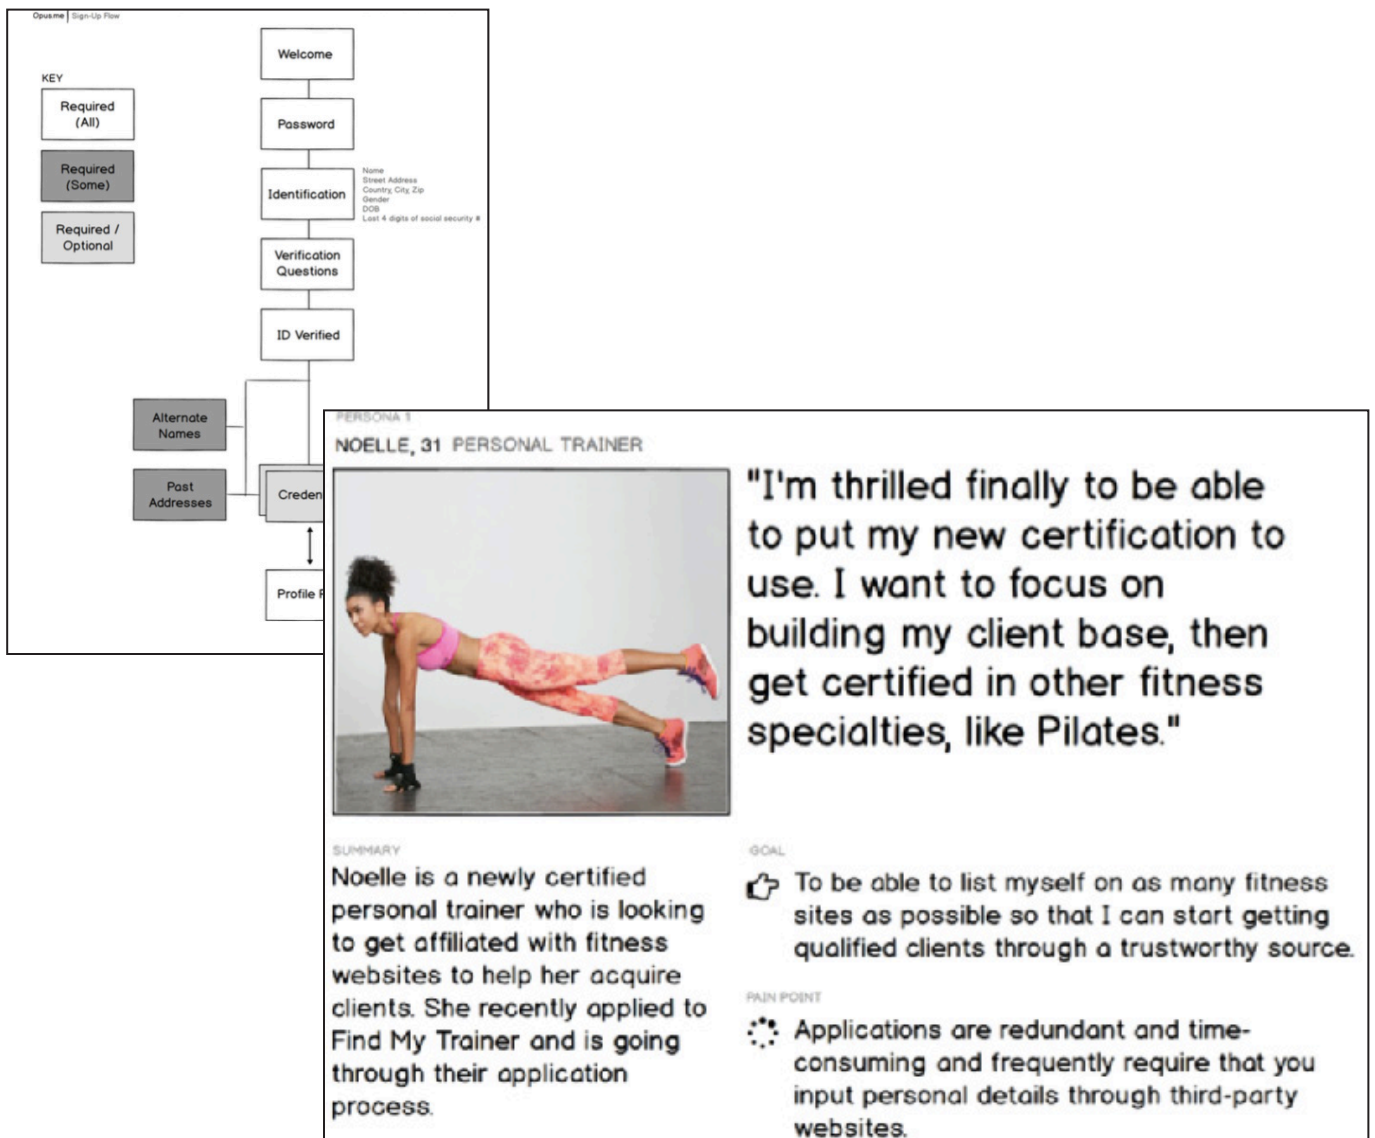 Opus.me | Sign-Up Flow
KEY
Required
(All)
Required
(Some)
Required /
Optional
Welcome
Password
Identification
Name
Street Address
Country, City, Zip
Gender
DOB
Last 4 digits of social security #
Verification
Questions
ID Verified
Alternate
Names
Past
Addresses
Creden
Profile
PERSONA 1
NOELLE, 31 PERSONAL TRAINER
"I'm thrilled finally to be able
to put my new certification to
use. I want to focus on
building my client base, then
get certified in other fitness
specialties, like Pilates."
SUMMARY
Noelle is a newly certified
personal trainer who is looking
to get affiliated with fitness
websites to help her acquire
clients. She recently applied to
Find My Trainer and is going
through their application
process.
GOAL
To be able to list myself on as many fitness
sites as possible so that I can start getting
qualified clients through a trustworthy source.
PAIN POINT
Applications are redundant and time-
consuming and frequently require that you
input personal details through third-party
websites.